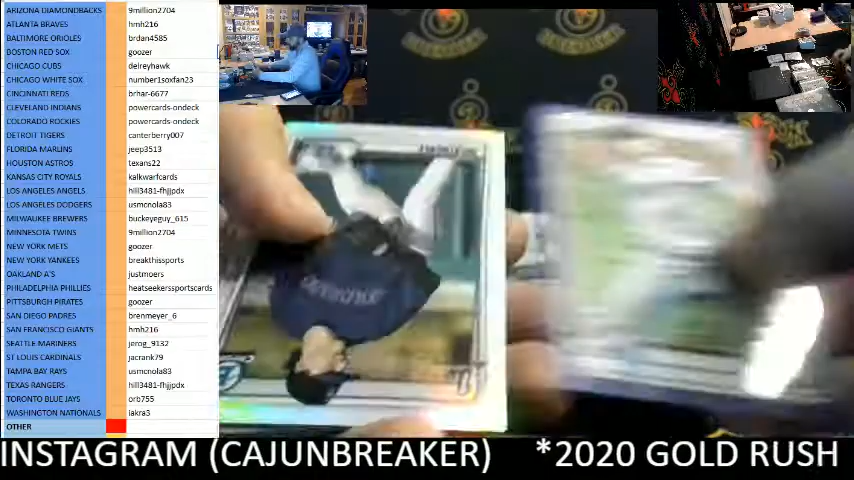 ARIZONA DIAMONDBACKS 9million2704
ATLANTA BRAVES hmh216
BALTIMORE ORIOLES brdan4585
BOSTON RED SOX goozer
CHICAGO CUBS delreyhawk
CHICAGO WHITE SOX number1soxfan23
CINCINNATI REDS brhar-6677
CLEVELAND INDIANS powercards-ondeck
COLORADO ROCKIES powercards-ondeck
DETROIT TIGERS canterbery007
FLORIDA MARLINS jeep3513
HOUSTON ASTROS texans22
KANSAS CITY ROYALS kalkwarfcards
LOS ANGELES ANGELS hill3481-fhjjpdx
LOS ANGELES DODGERS usmcnola83
MILWAUKEE BREWERS buckeyeguy_615
MINNESOTA TWINS 9million2704
NEW YORK METS goozer
NEW YORK YANKEES breakthissports
OAKLAND A'S justmoers
PHILADELPHIA PHILLIES heatseekerssportscards
PITTSBURGH PIRATES goozer
SAN DIEGO PADRES brenmeyer_6
SAN FRANCISCO GIANTS hmh216
SEATTLE MARINERS jerog_9132
ST LOUIS CARDINALS jacrank79
TAMPA BAY RAYS usmcnola83
TEXAS RANGERS hill3481-fhjjpdx
TORONTO BLUE JAYS orb755
WASHINGTON NATIONALS lakra3
OTHER
INSTAGRAM (CAJUNBREAKER) *2020 GOLD RUSH